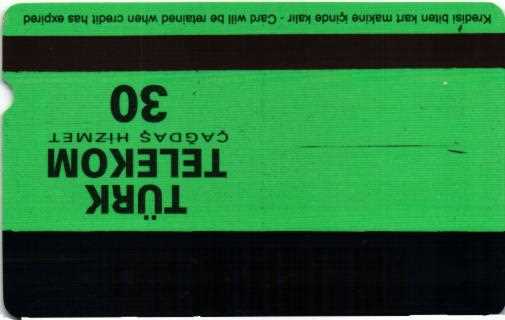 TÜRK
TELEKOM
ÇAĞDAŞ HİZMET
30
Kredisi biten kart makine içinde kalır - Card will be retained when credit has expired